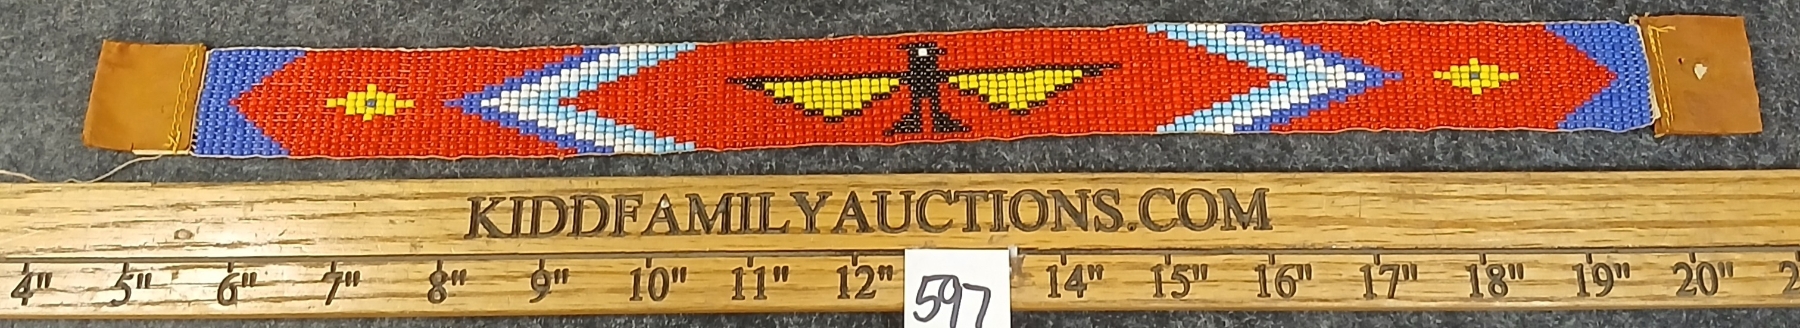 KIDDFAMILYAUCTIONS.COM
4" 5" 6" 7" 8" 9" 10" 11" 12" 14" 15" 16" 17" 18" 19" 20" 2
597